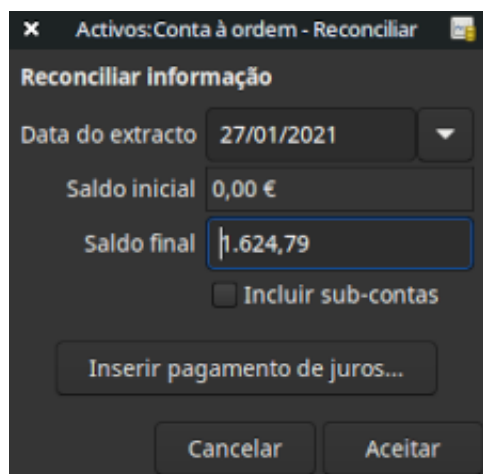 Activos:Conta à ordem - Reconciliar
Reconciliar informação
Data do extracto 27/01/2021
Saldo inicial 0,00 €
Saldo final 1.624,79
Incluir sub-contas
Inserir pagamento de juros...
Cancelar Aceitar